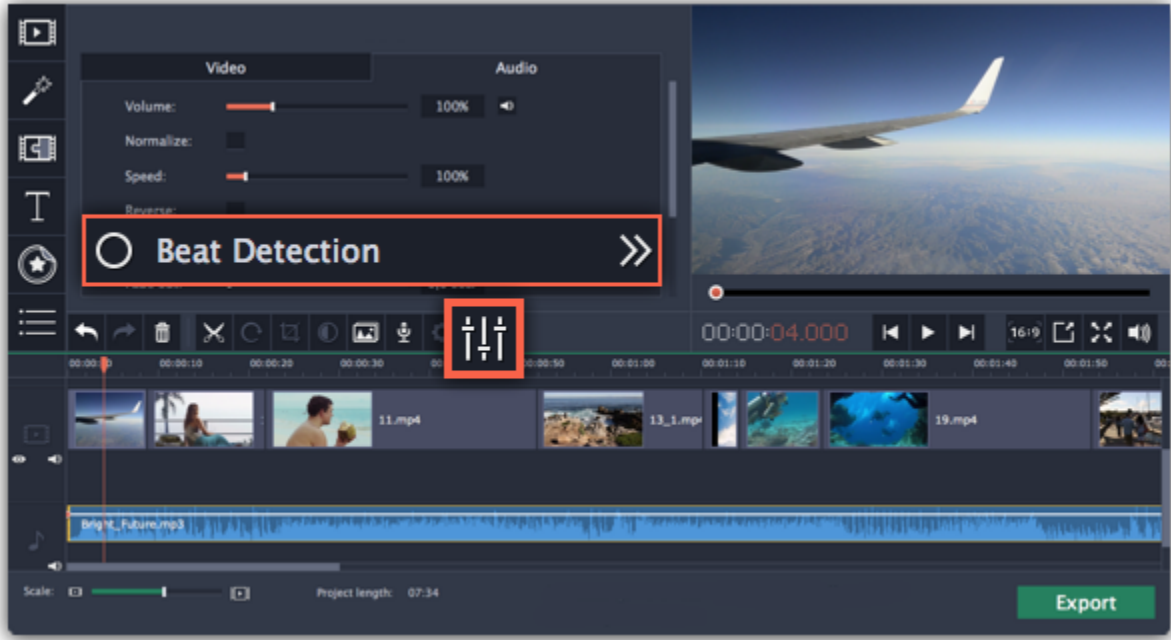 Video
Audio
Volume:
100%
Normalize:
Speed:
100%
Reverse:
Beat Detection
T
00:00:04.000
16:9
00:00:10
00:00:20
00:00:30
00:00:50
00:01:00
00:01:10
00:01:20
00:01:30
00:01:40
00:01:50
11.mp4
13_1.mp
19.mp4
Bright_Future.mp3
Scale:
Project length: 07:34
Export